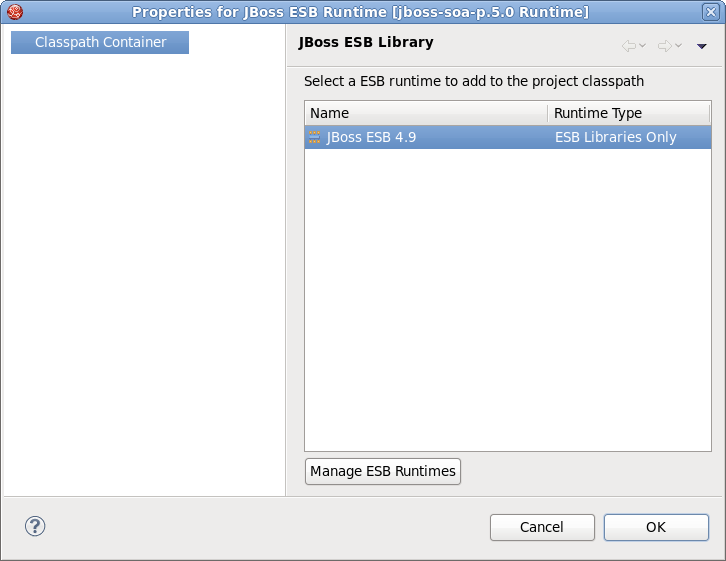 Properties for JBoss ESB Runtime [jboss-soa-p.5.0 Runtime]
Classpath Container
JBoss ESB Library
Select a ESB runtime to add to the project classpath
Name Runtime Type
JBoss ESB 4.9 ESB Libraries Only
Manage ESB Runtimes
? Cancel OK